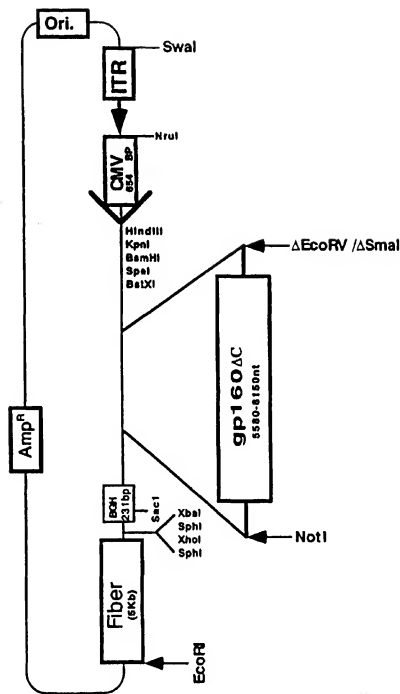 Ori.
SwaI
ITR
NruI
CMV
654 BP
HindIII
KpnI
BamHI
SpeI
BstXI
ΔEcoRV /ΔSmaI
gp160ΔC
5580-8150nt
Amp^R
BGH
231bp
SacI
XbaI
SphI
XhoI
SphI
NotI
Fiber
(5Kb)
EcoRI